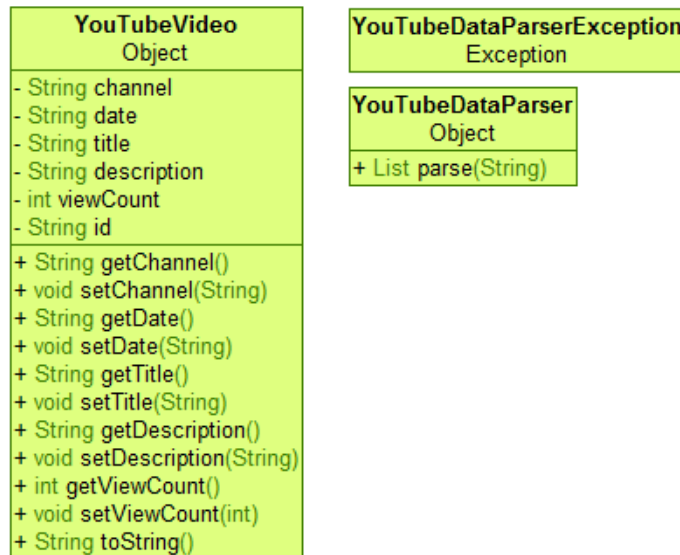 YouTubeVideo
Object
- String channel
- String date
- String title
- String description
- int viewCount
- String id
+ String getChannel()
+ void setChannel(String)
+ String getDate()
+ void setDate(String)
+ String getTitle()
+ void setTitle(String)
+ String getDescription()
+ void setDescription(String)
+ int getViewCount()
+ void setViewCount(int)
+ String toString()
YouTubeDataParserException
Exception
YouTubeDataParser
Object
+ List parse(String)